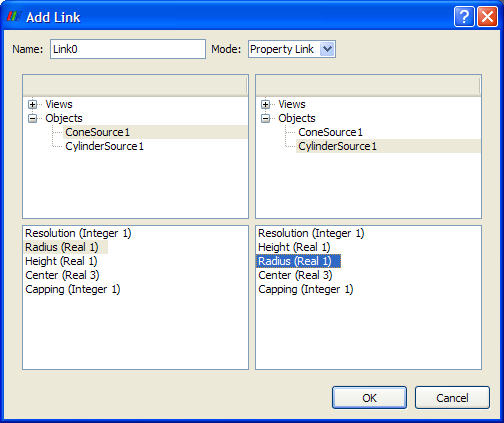 Add Link
Name: Link0 Mode: Property Link
Views
Objects
ConeSource1
CylinderSource1
Views
Objects
ConeSource1
CylinderSource1
Resolution (Integer 1)
Radius (Real 1)
Height (Real 1)
Center (Real 3)
Capping (Integer 1)
Resolution (Integer 1)
Height (Real 1)
Radius (Real 1)
Center (Real 3)
Capping (Integer 1)
OK Cancel